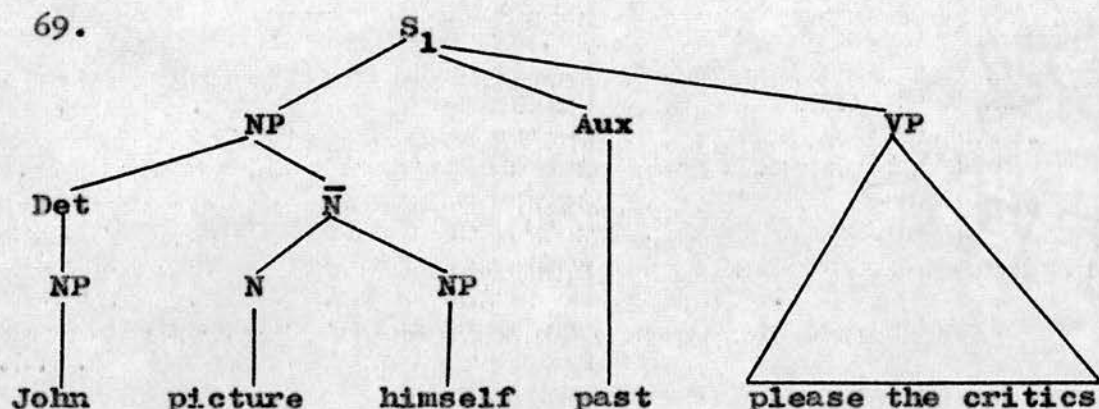 69.
S1
NP Aux VP
Det N̄
NP N NP
John picture himself past please the critics